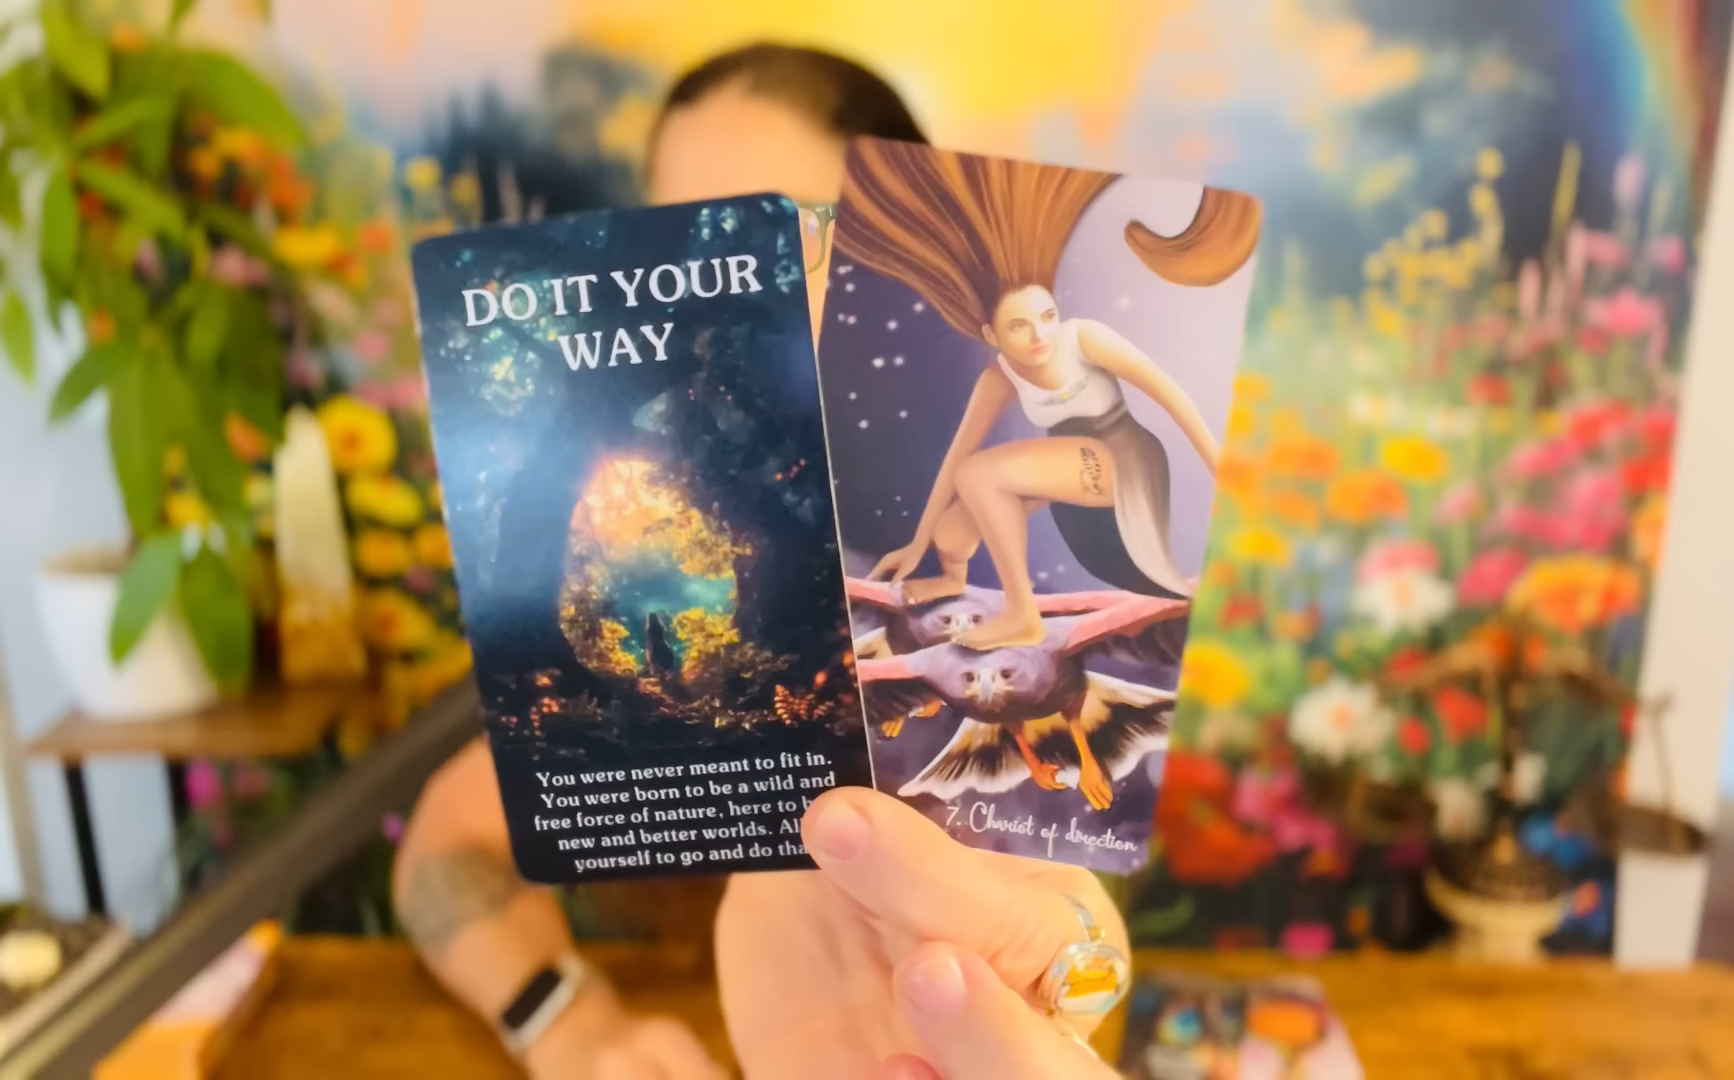 DO IT YOUR
WAY
You were never meant to fit in.
You were born to be a wild and
free force of nature, here to
new and better worlds.
yourself to go and do
7. Chariot of direction